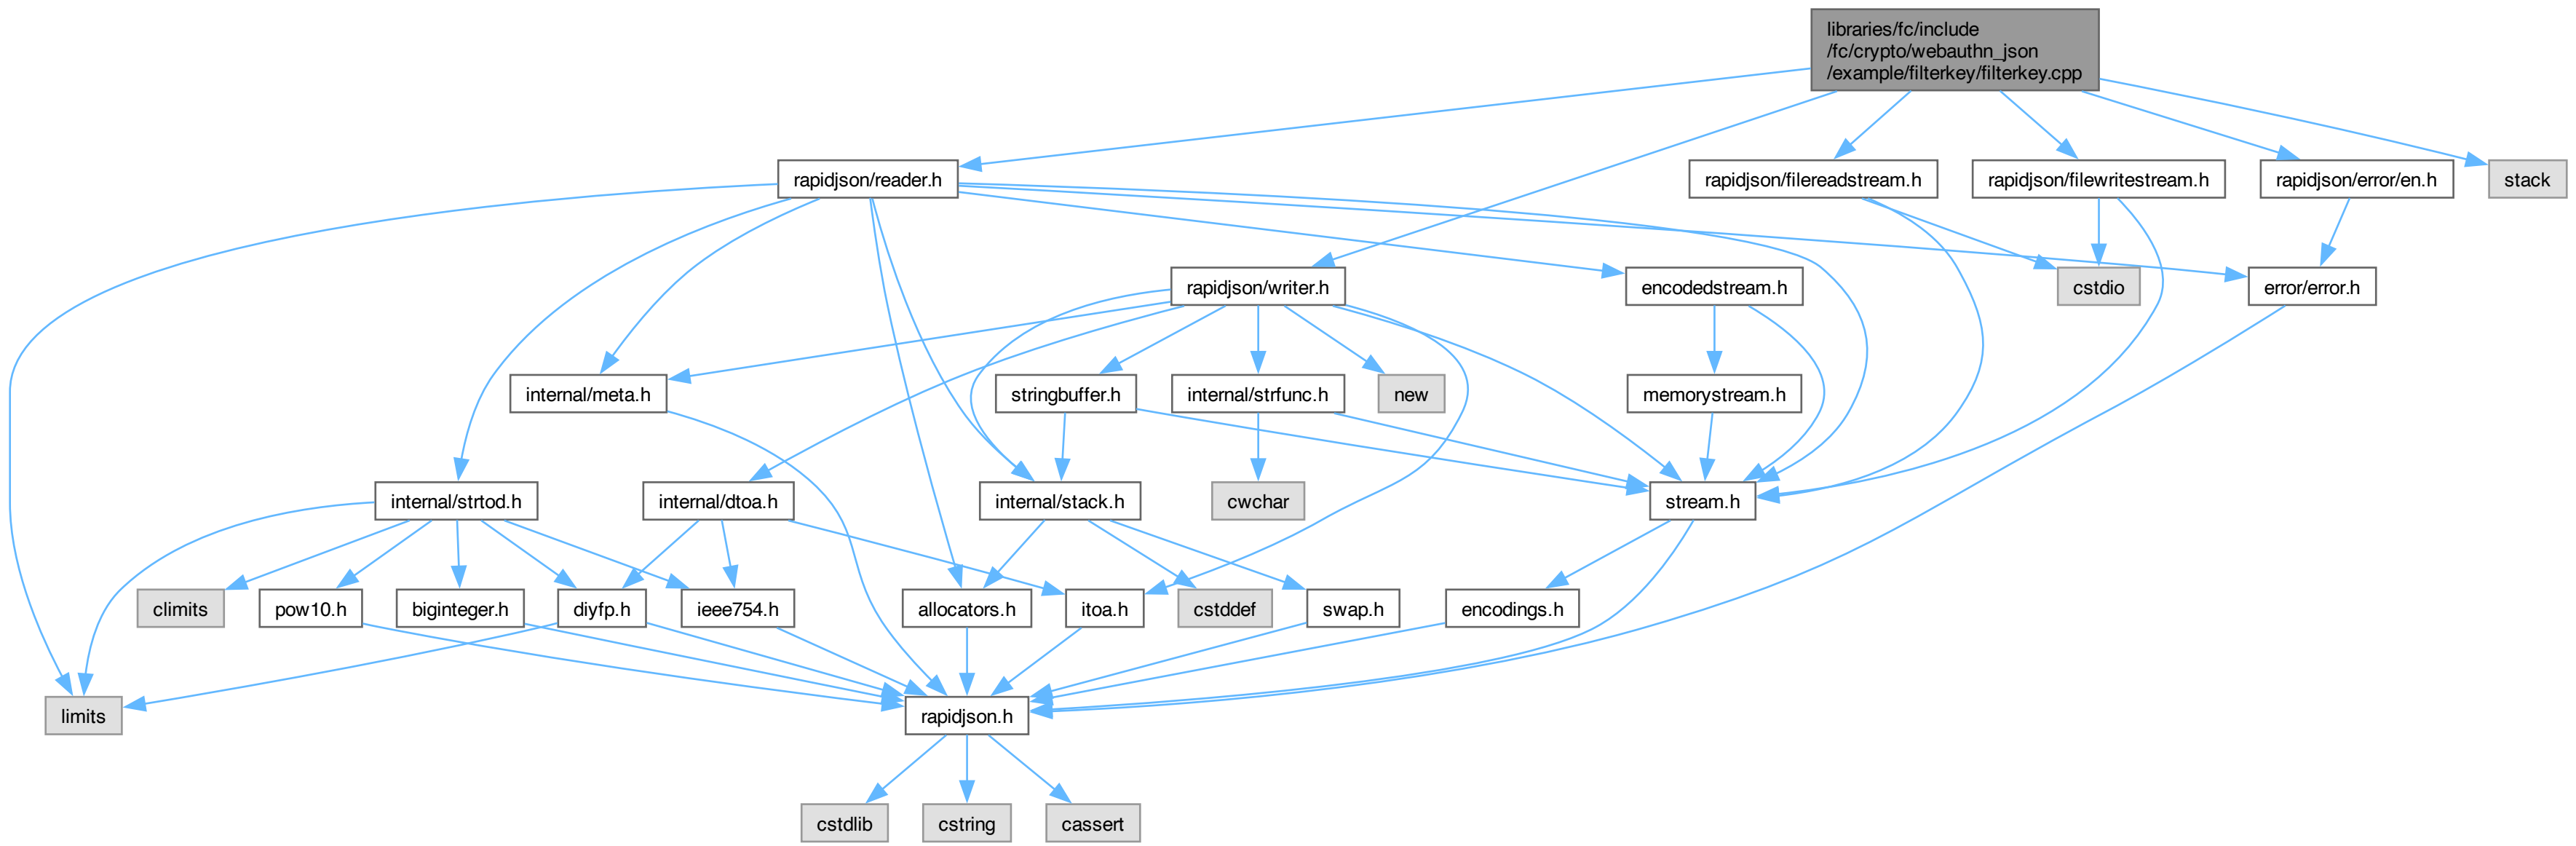 libraries/fc/include
/fc/crypto/webauthn_json
/example/filterkey/filterkey.cpp
rapidjson/reader.h
rapidjson/filereadstream.h
rapidjson/filewritestream.h
rapidjson/error/en.h
stack
rapidjson/writer.h
encodedstream.h
cstdio
error/error.h
internal/meta.h
stringbuffer.h
internal/strfunc.h
new
memorystream.h
internal/strtod.h
internal/dtoa.h
internal/stack.h
cwchar
stream.h
climits
pow10.h
biginteger.h
diyfp.h
ieee754.h
allocators.h
itoa.h
cstddef
swap.h
encodings.h
limits
rapidjson.h
cstdlib
cstring
cassert